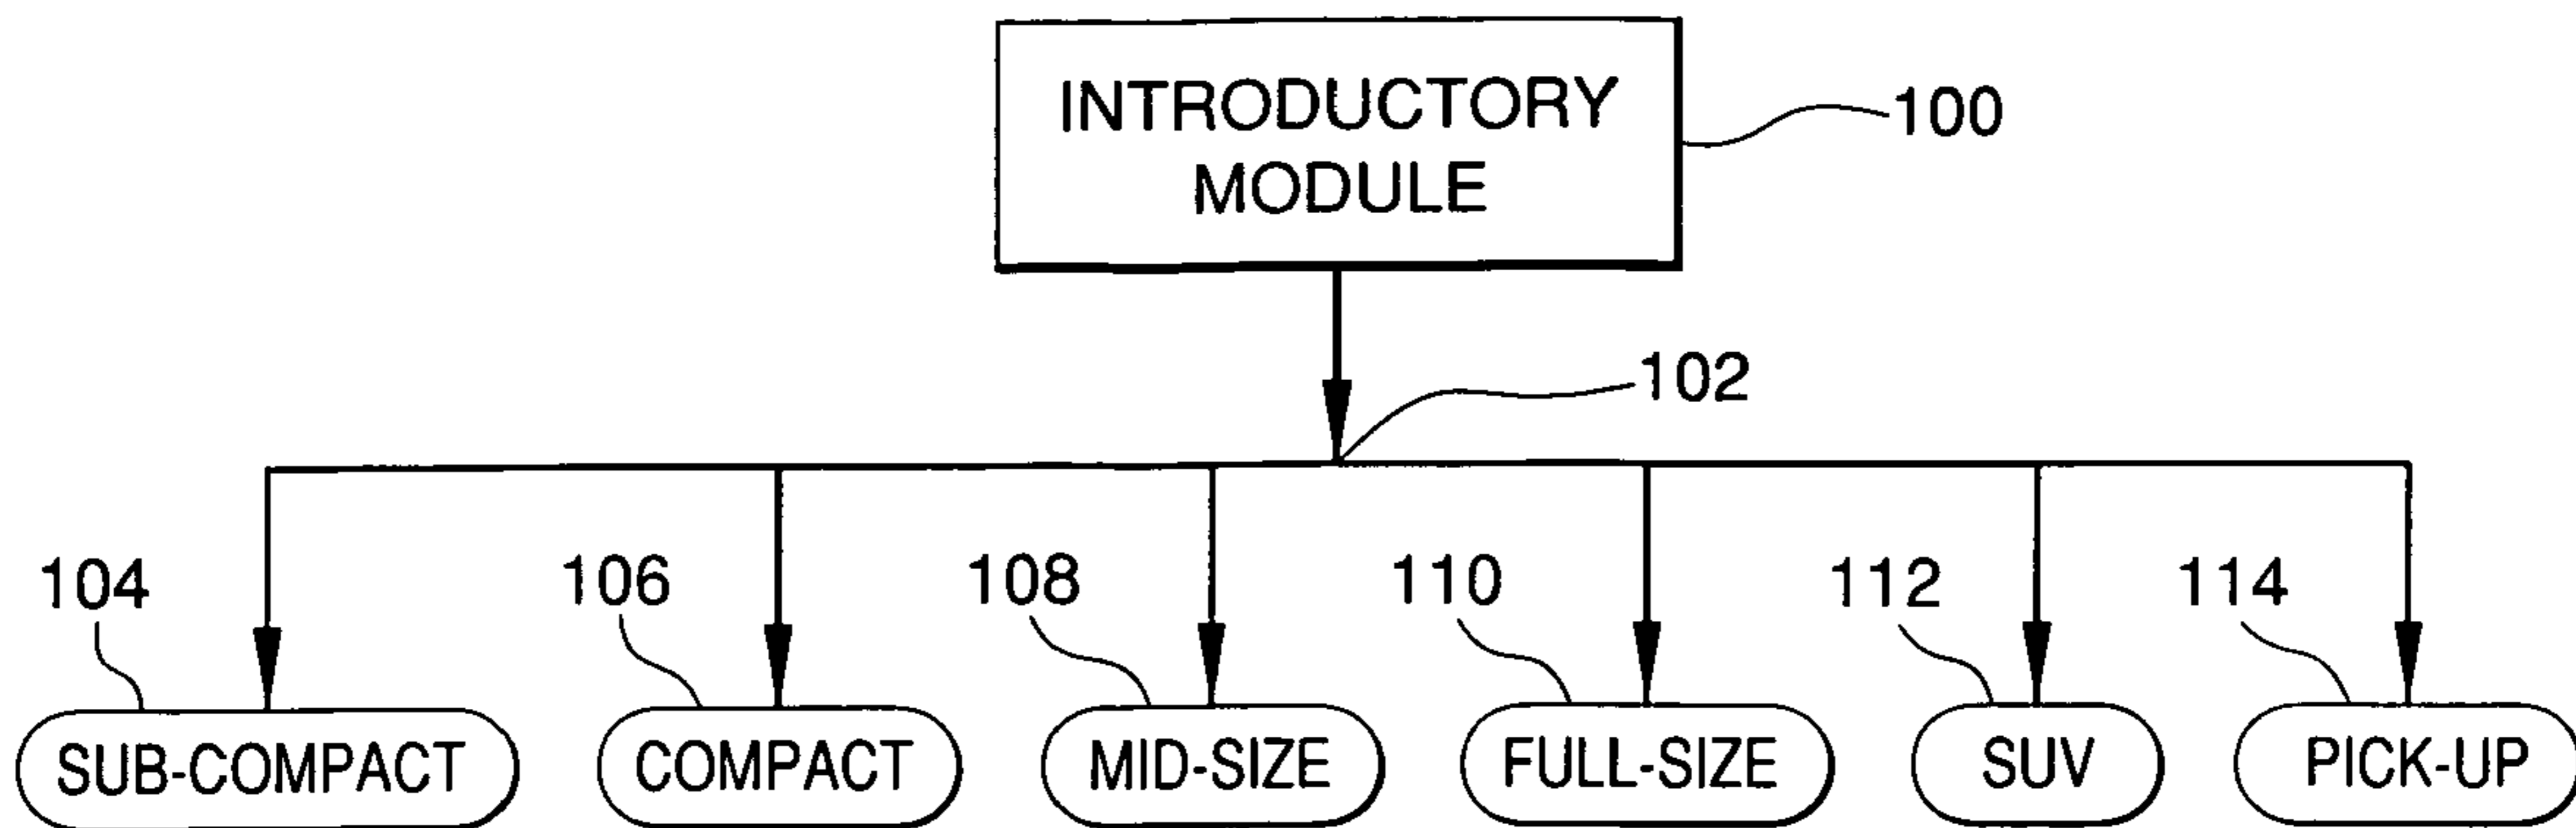 INTRODUCTORY
MODULE
100
102
104
106
108
110
112
114
SUB-COMPACT
COMPACT
MID-SIZE
FULL-SIZE
SUV
PICK-UP